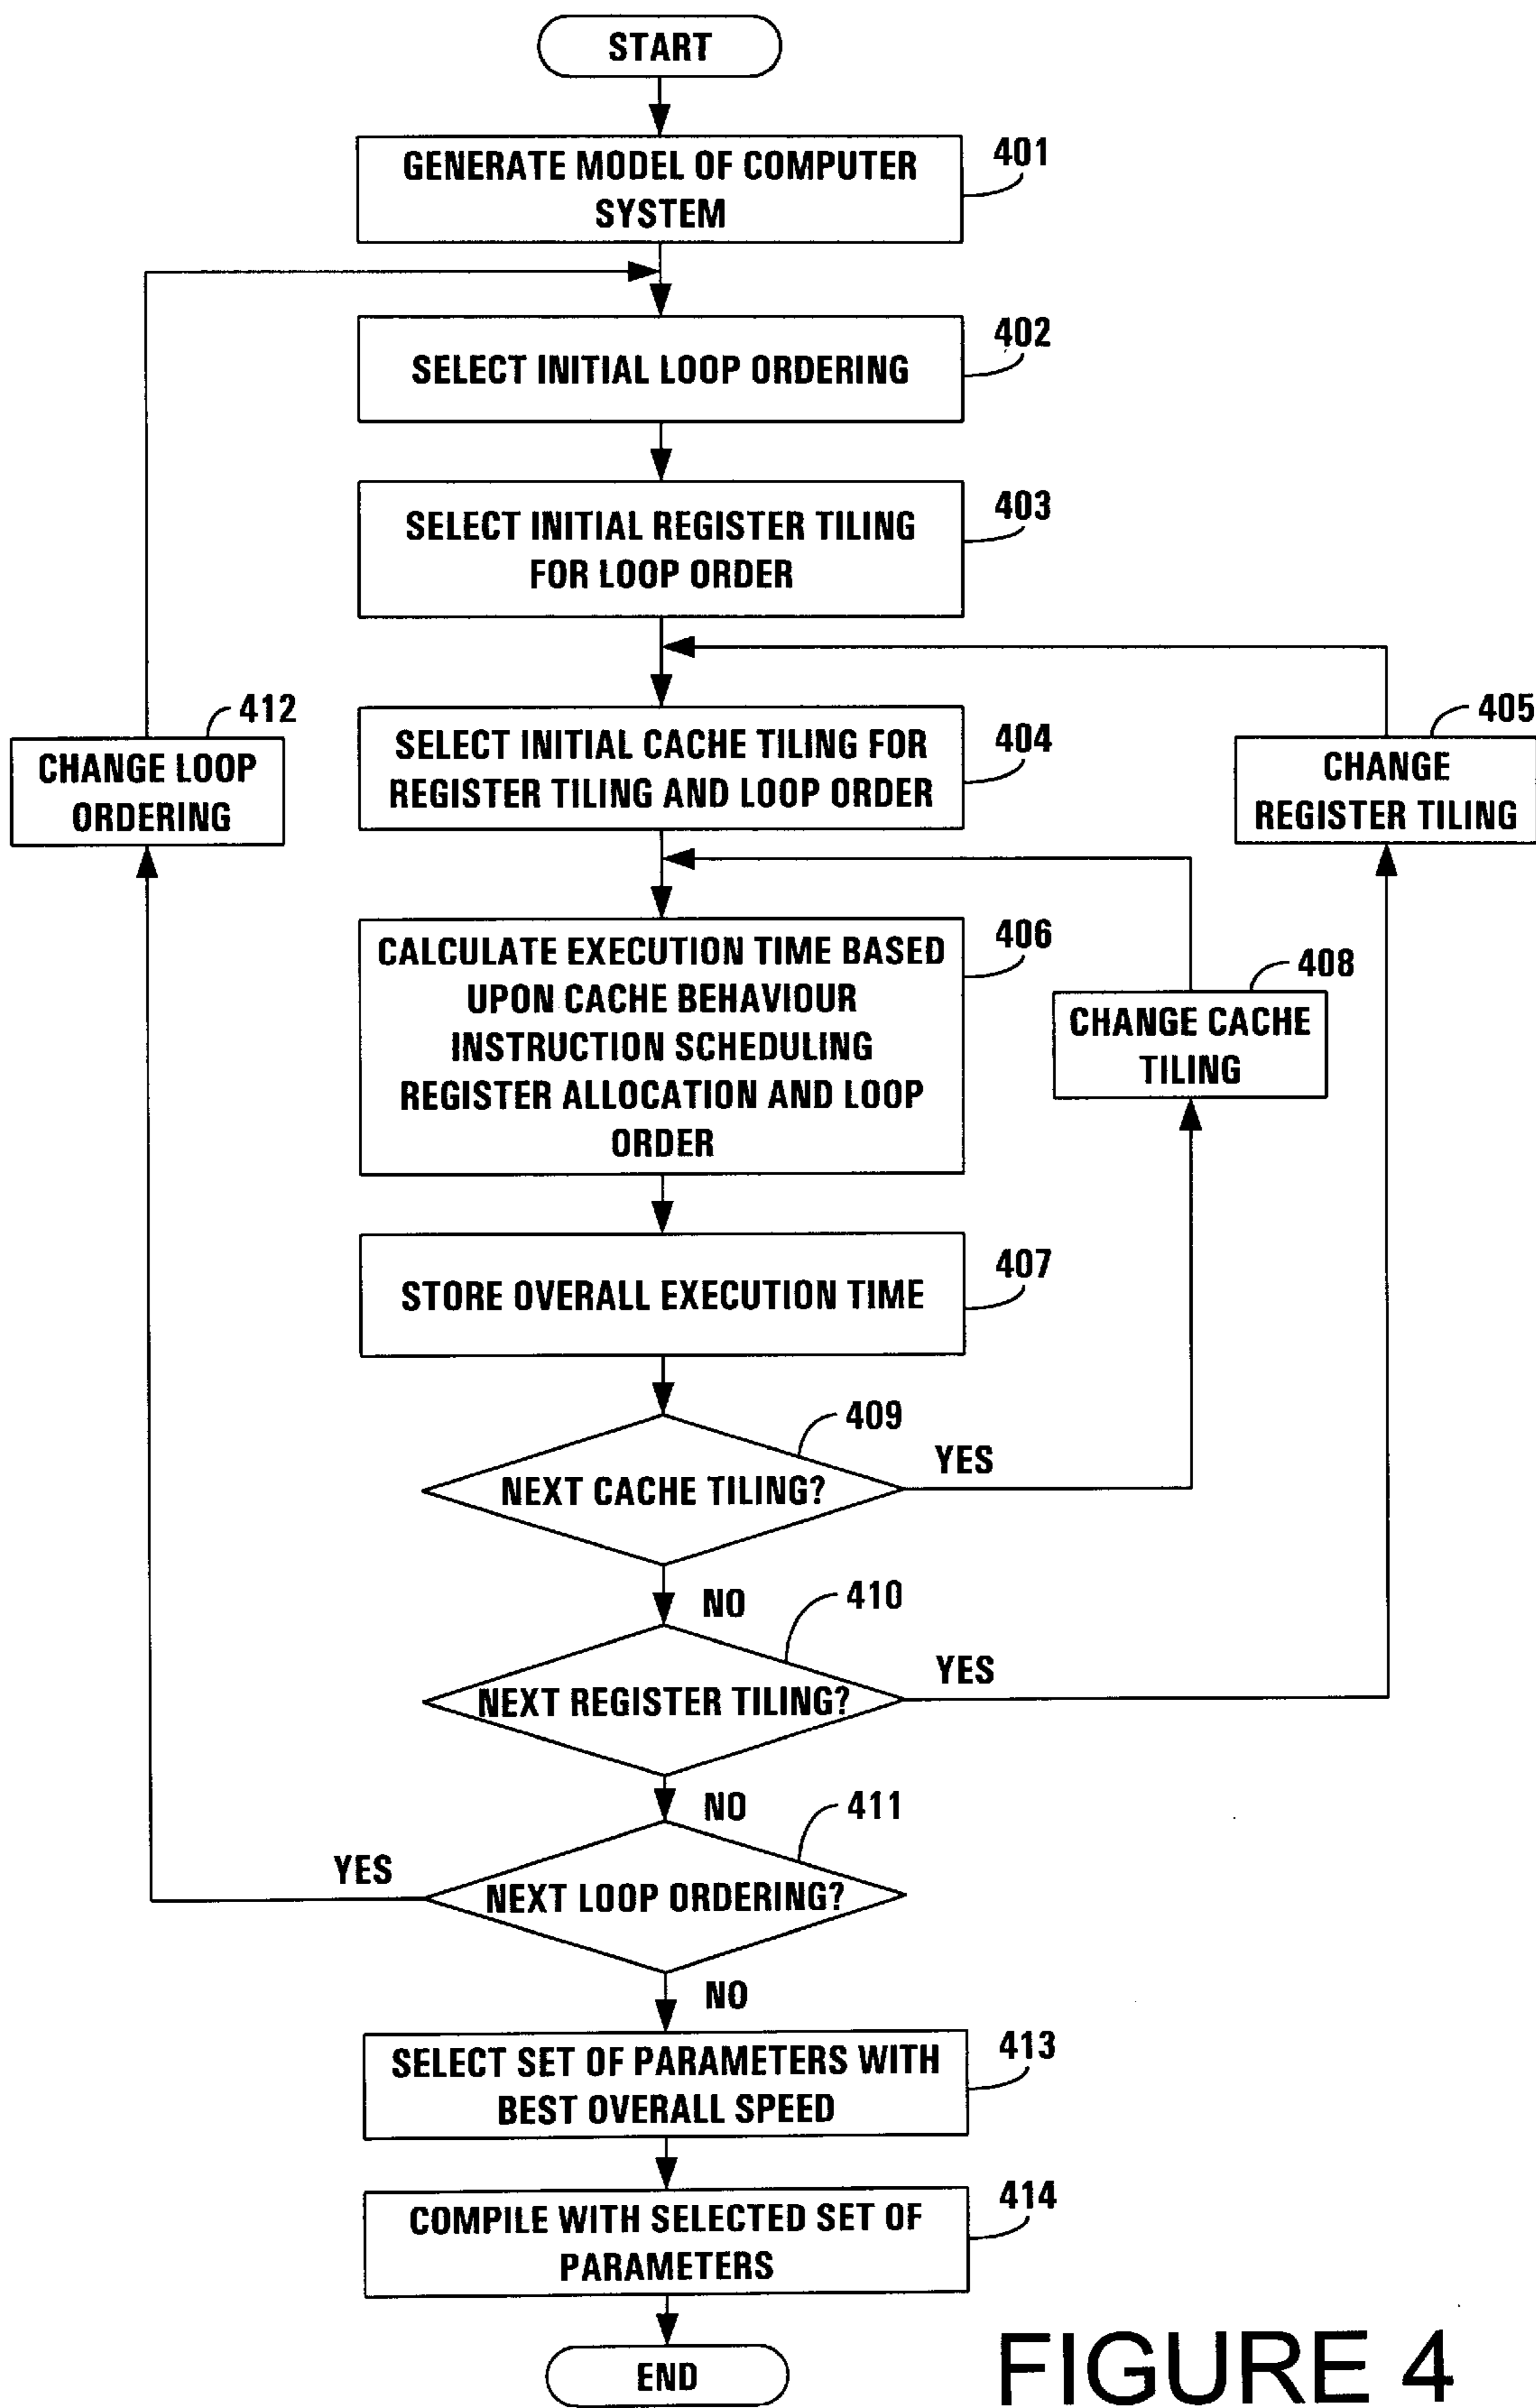 START
GENERATE MODEL OF COMPUTER
SYSTEM
401
SELECT INITIAL LOOP ORDERING
402
SELECT INITIAL REGISTER TILING
FOR LOOP ORDER
403
412
CHANGE LOOP
ORDERING
SELECT INITIAL CACHE TILING FOR
REGISTER TILING AND LOOP ORDER
404
405
CHANGE
REGISTER TILING
CALCULATE EXECUTION TIME BASED
UPON CACHE BEHAVIOUR
INSTRUCTION SCHEDULING
REGISTER ALLOCATION AND LOOP
ORDER
406
408
CHANGE CACHE
TILING
STORE OVERALL EXECUTION TIME
407
409
NEXT CACHE TILING?
YES
NO
410
NEXT REGISTER TILING?
YES
NO
411
YES
NEXT LOOP ORDERING?
NO
SELECT SET OF PARAMETERS WITH
BEST OVERALL SPEED
413
COMPILE WITH SELECTED SET OF
PARAMETERS
414
END
FIGURE 4